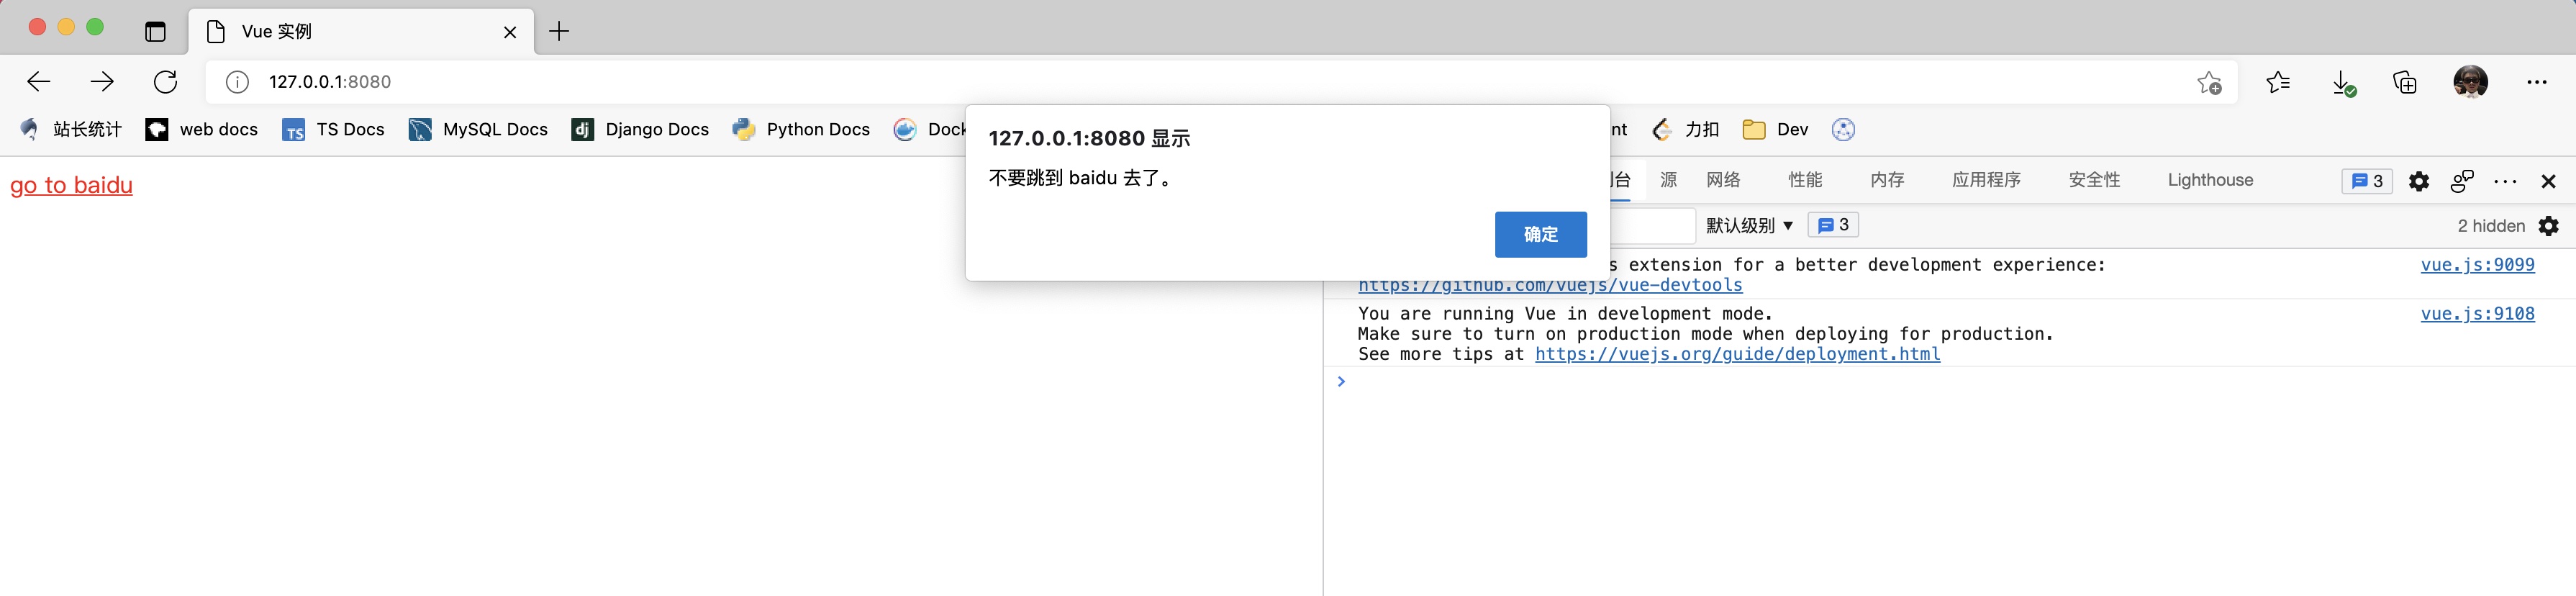 Vue 实例
127.0.0.1:8080
站长统计 web docs TS Docs MySQL Docs Django Docs Python Docs 力扣 Dev
127.0.0.1:8080 显示
不要跳到 baidu 去了。
确定
go to baidu
源 网络 性能 内存 应用程序 安全性 Lighthouse 3
默认级别 3 2 hidden
extension for a better development experience: vue.js:9099
https://github.com/vuejs/vue-devtools
You are running Vue in development mode. vue.js:9108
Make sure to turn on production mode when deploying for production.
See more tips at https://vuejs.org/guide/deployment.html